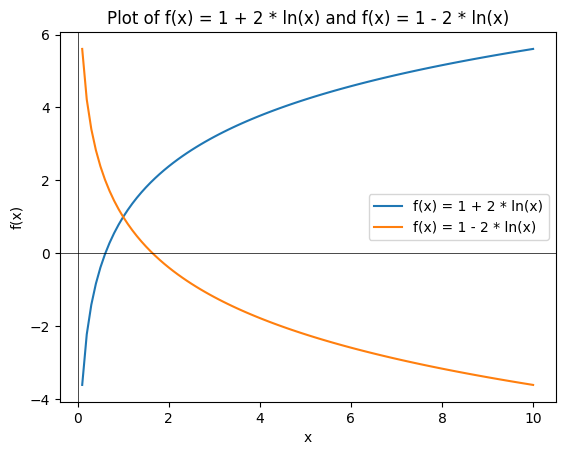 Plot of f(x) = 1 + 2 * ln(x) and f(x) = 1 - 2 * ln(x)
6
4
2
0
−2
−4
f(x)
f(x) = 1 + 2 * ln(x)
f(x) = 1 - 2 * ln(x)
0 2 4 6 8 10
x